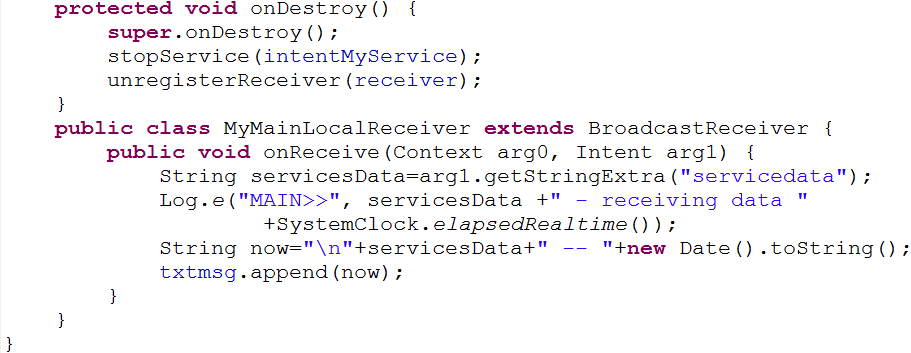 protected void onDestroy() {
super.onDestroy();
stopService(intentMyService);
unregisterReceiver(receiver);
}
public class MyMainLocalReceiver extends BroadcastReceiver {
public void onReceive(Context arg0, Intent arg1) {
String servicesData=arg1.getStringExtra("servicedata");
Log.e("MAIN>>", servicesData +" - receiving data "
+SystemClock.elapsedRealtime());
String now="\n"+servicesData+" -- "+new Date().toString();
txtmsg.append(now);
}
}
}